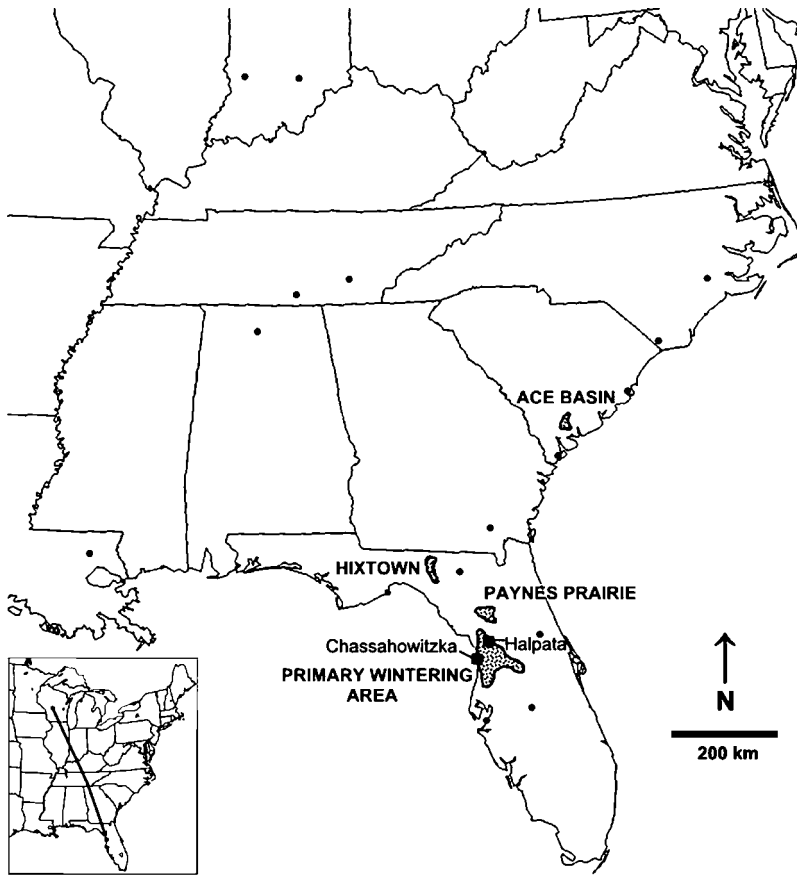 ACE BASIN
HIXTOWN
PAYNES PRAIRIE
Chassahowitzka
Halpata
PRIMARY WINTERING
AREA
N
200 km